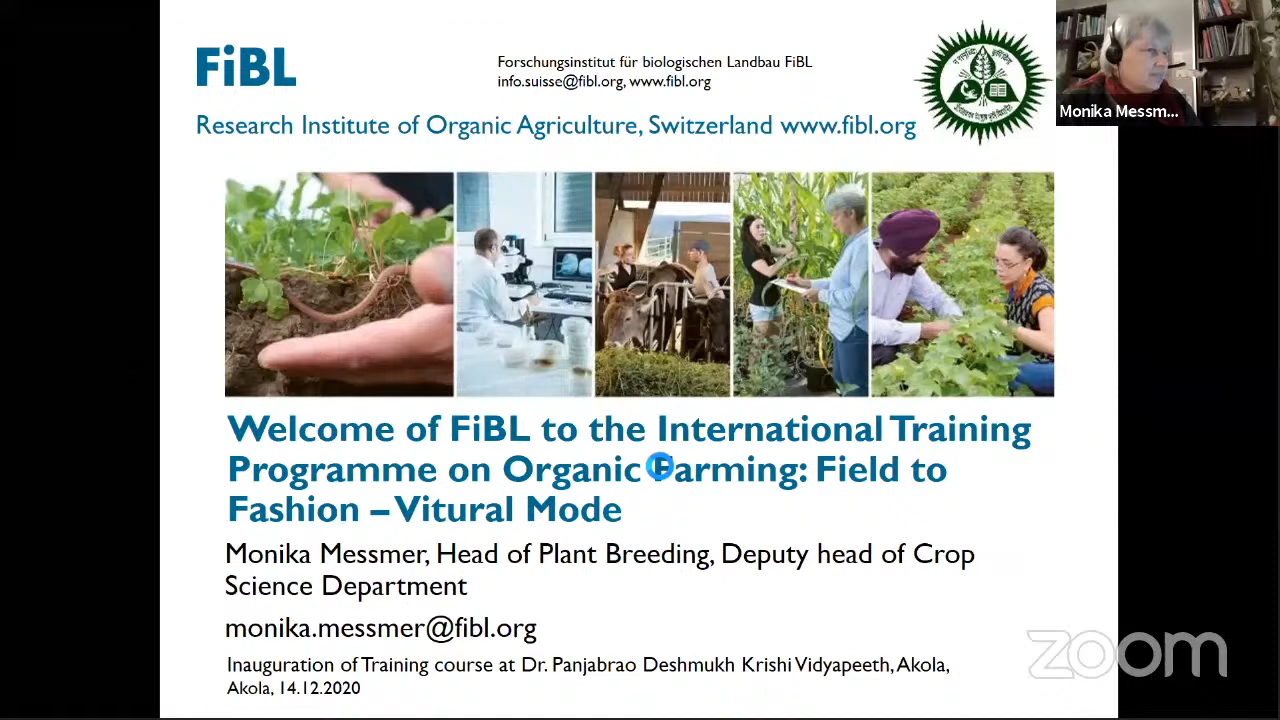 FiBL
Forschungsinstitut für biologischen Landbau FiBL
info.suisse@fibl.org, www.fibl.org
Research Institute of Organic Agriculture, Switzerland www.fibl.org
Monika Messm...
Welcome of FiBL to the International Training
Programme on Organic Farming: Field to
Fashion – Vitural Mode
Monika Messmer, Head of Plant Breeding, Deputy head of Crop
Science Department
monika.messmer@fibl.org
Inauguration of Training course at Dr. Panjabrao Deshmukh Krishi Vidyapeeth, Akola,
Akola, 14.12.2020
zoom